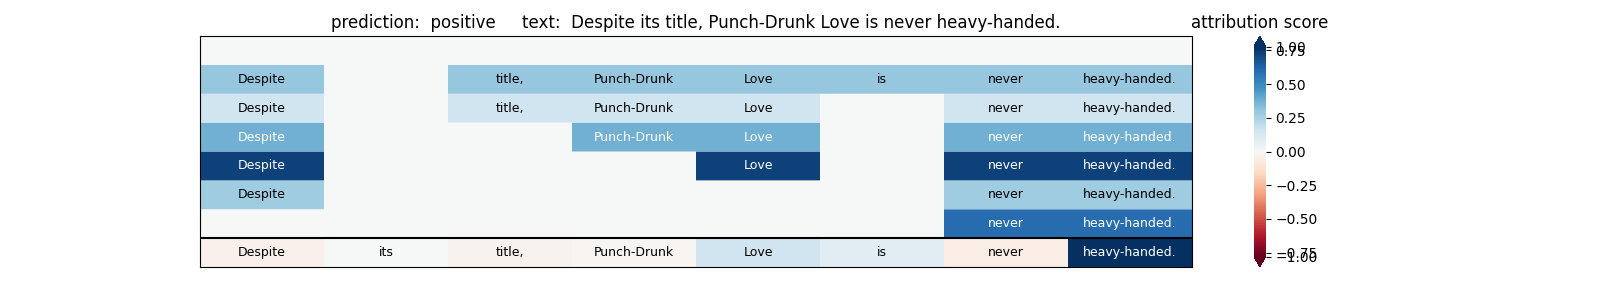 prediction:  positive     text:  Despite its title, Punch-Drunk Love is never heavy-handed.
attribution score
Despite title, Punch-Drunk Love is never heavy-handed.
Despite title, Punch-Drunk Love never heavy-handed.
Despite Punch-Drunk Love never heavy-handed.
Despite Love never heavy-handed.
Despite never heavy-handed.
never heavy-handed.
Despite its title, Punch-Drunk Love is never heavy-handed.
1.00
0.75
0.50
0.25
0.00
−0.25
−0.50
−0.75
−1.00